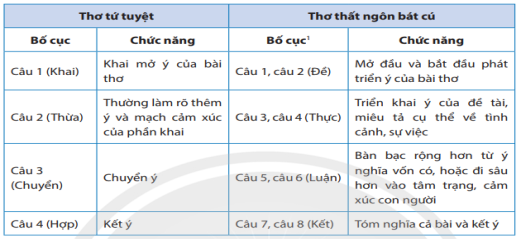 Thơ tứ tuyệt
Thơ thất ngôn bát cú
Bố cục
Chức năng
Bố cục¹
Chức năng
Câu 1 (Khai)
Khai mở ý của bài
thơ
Câu 1, câu 2 (Đề)
Mở đầu và bắt đầu phát
triển ý của bài thơ
Câu 2 (Thừa)
Thường làm rõ thêm
ý và mạch cảm xúc
của phần khai
Câu 3, câu 4 (Thực)
Triển khai ý của đề tài,
miêu tả cụ thể về tình
cảnh, sự việc
Câu 3
(Chuyển)
Chuyển ý
Câu 5, câu 6 (Luận)
Bàn bạc rộng hơn từ ý
nghĩa vốn có, hoặc đi sâu
hơn vào tâm trạng, cảm
xúc con người
Câu 4 (Hợp)
Kết ý
Câu 7, câu 8 (Kết)
Tóm nghĩa cả bài và kết ý